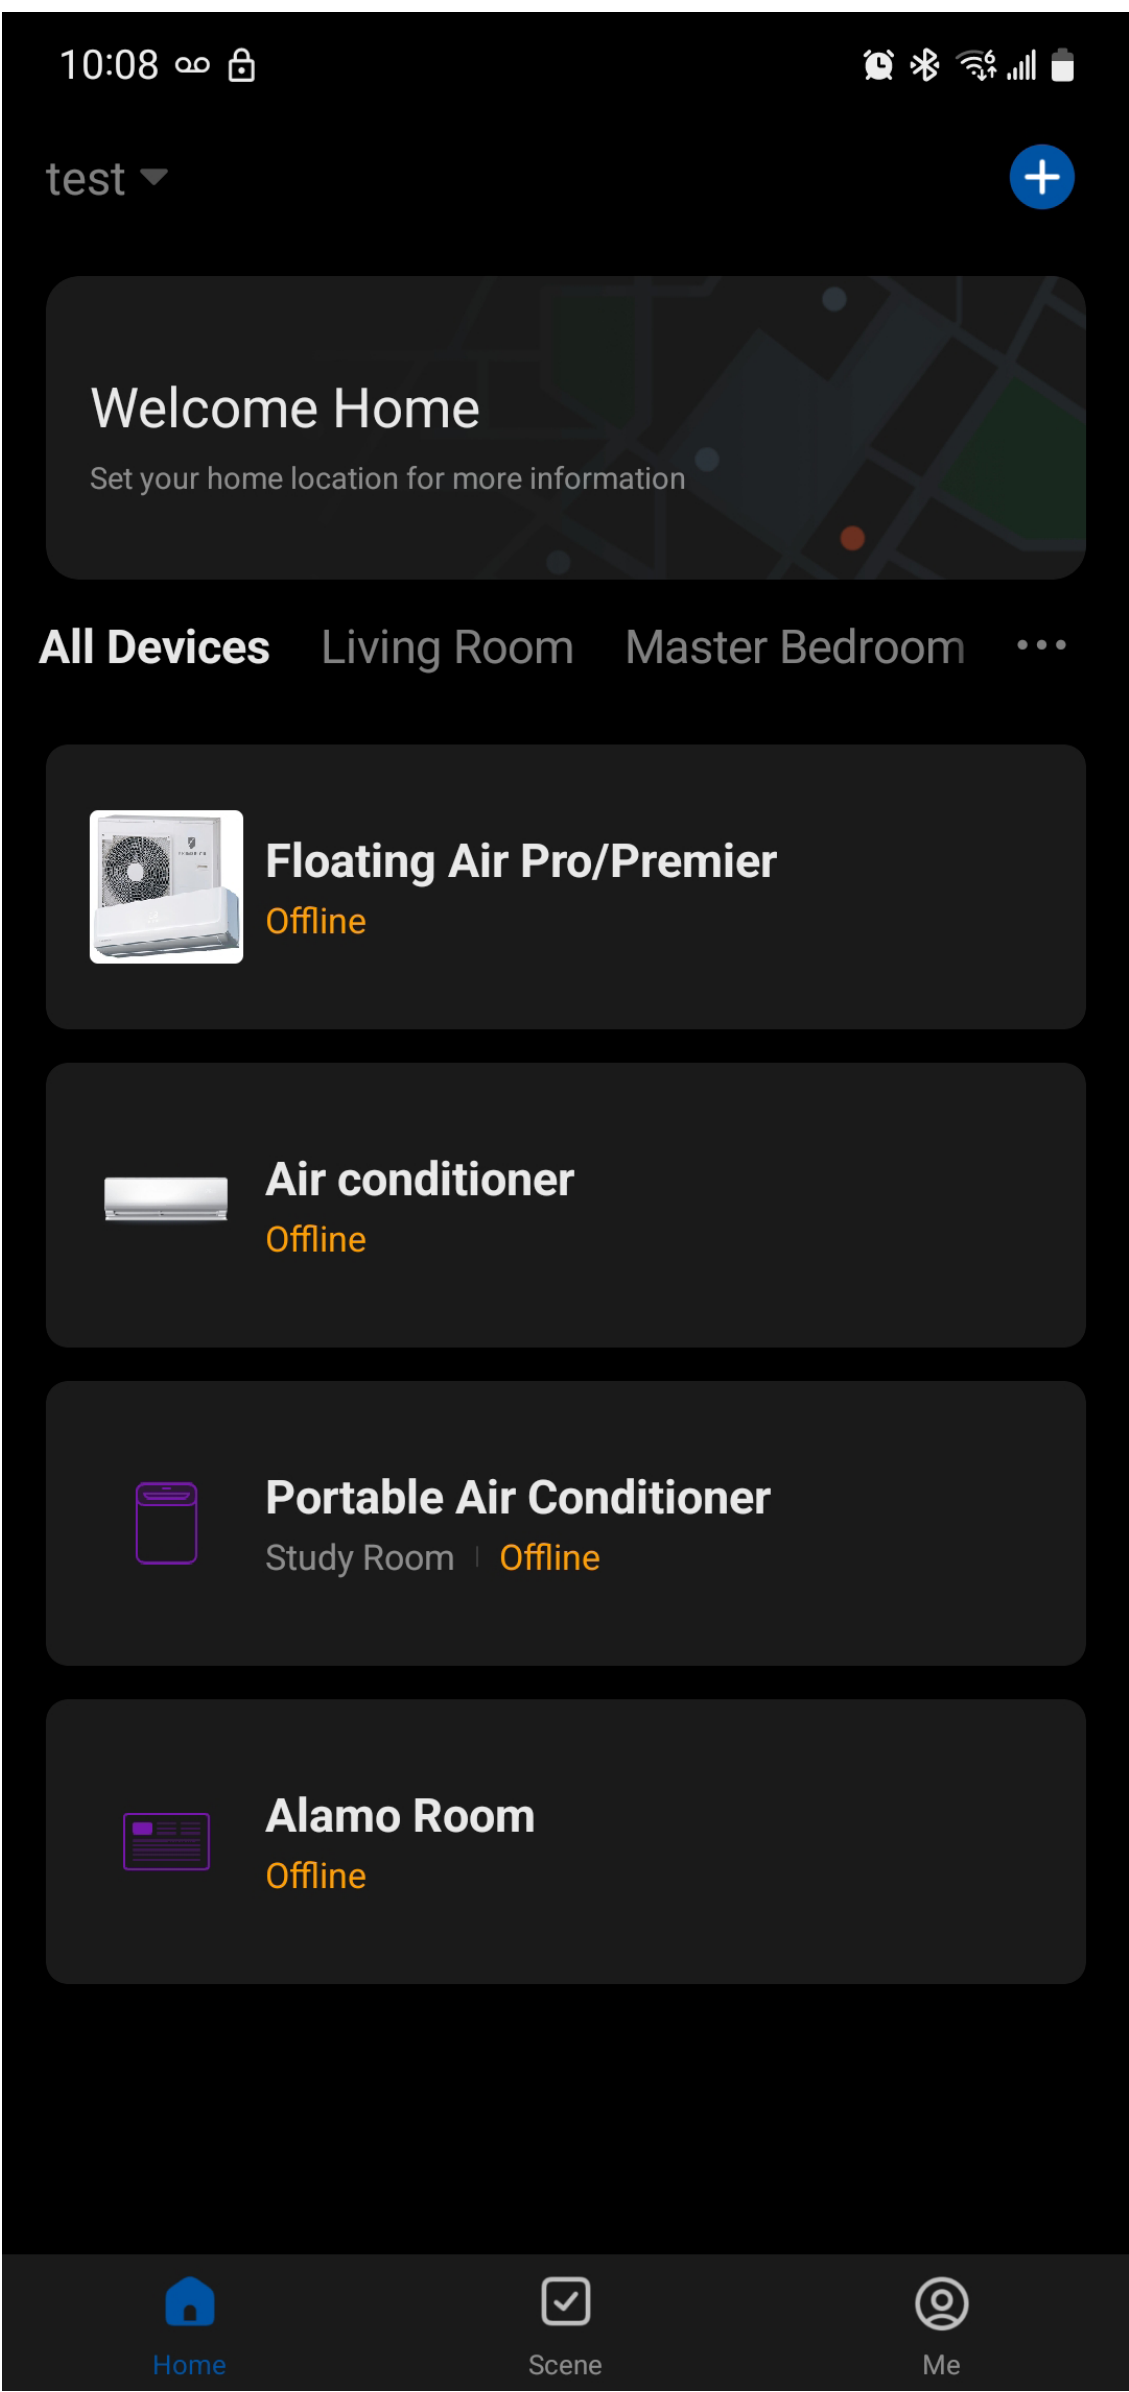 10:08
6
test
Welcome Home
Set your home location for more information
All Devices Living Room Master Bedroom
Floating Air Pro/Premier
Offline
Air conditioner
Offline
Portable Air Conditioner
Study Room | Offline
Alamo Room
Offline
Home Scene Me